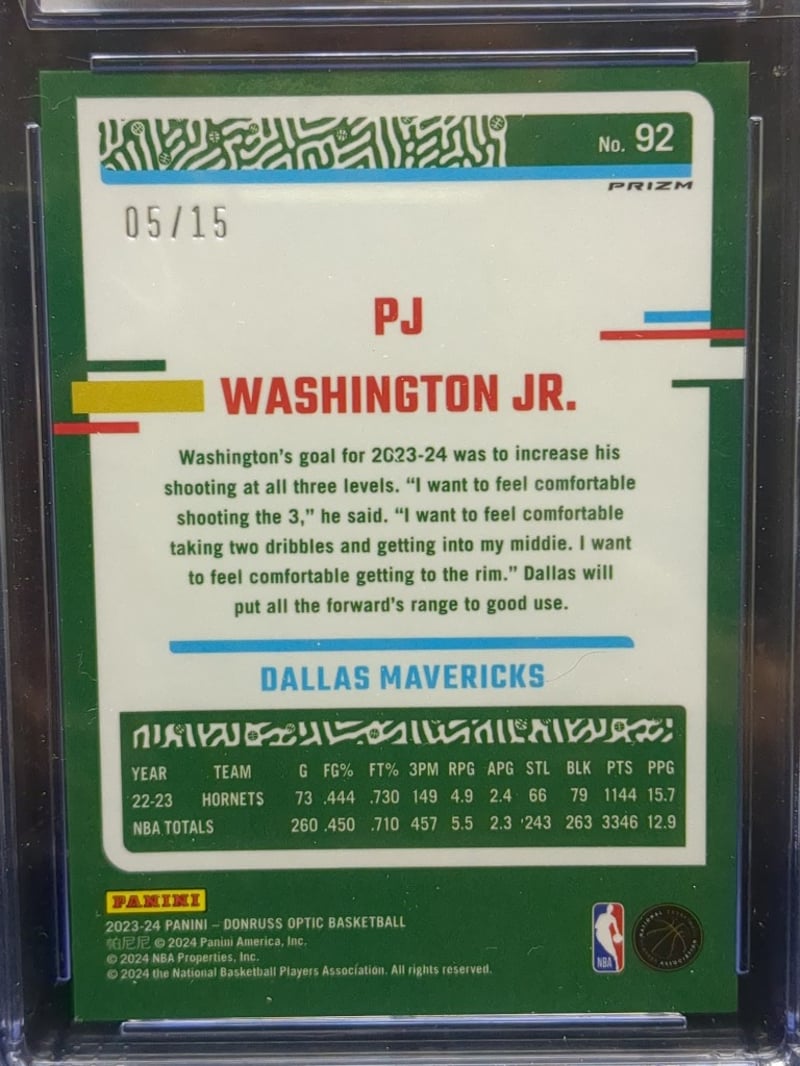 No. 92
PRIZM
05/15
PJ
WASHINGTON JR.
Washington's goal for 2023-24 was to increase his
shooting at all three levels. “I want to feel comfortable
shooting the 3,” he said. “I want to feel comfortable
taking two dribbles and getting into my middie. I want
to feel comfortable getting to the rim.” Dallas will
put all the forward's range to good use.
DALLAS MAVERICKS
YEAR TEAM G FG% FT% 3PM RPG APG STL BLK PTS PPG
22-23 HORNETS 73 .444 .730 149 4.9 2.4 66 79 1144 15.7
NBA TOTALS 260 .450 .710 457 5.5 2.3 243 263 3346 12.9
PANINI
2023-24 PANINI – DONRUSS OPTIC BASKETBALL
帕尼尼 © 2024 Panini America, Inc.
© 2024 NBA Properties, Inc.
© 2024 the National Basketball Players Association. All rights reserved.
NBA